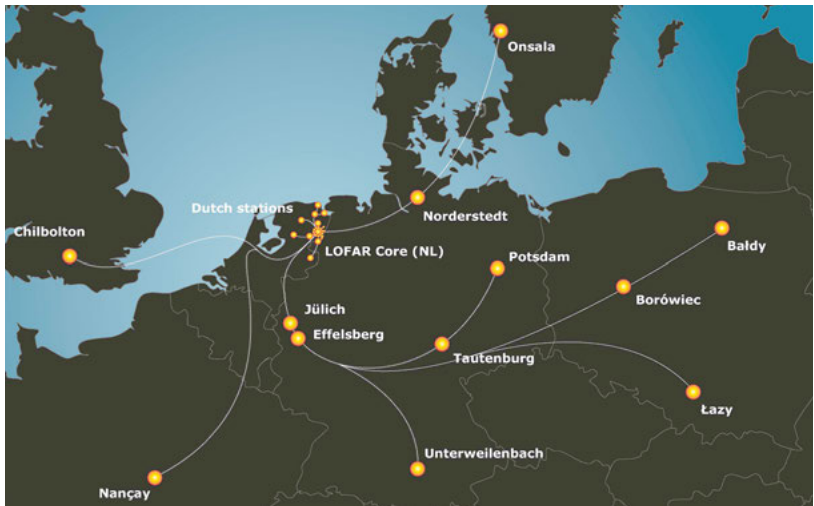 Onsala
Dutch stations
Norderstedt
Chilbolton
LOFAR Core (NL)
Bałdy
Potsdam
Borówiec
Jülich
Effelsberg
Tautenburg
Łazy
Unterweilenbach
Nançay